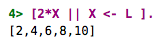 4> [2*X || X <- L ].
[2,4,6,8,10]